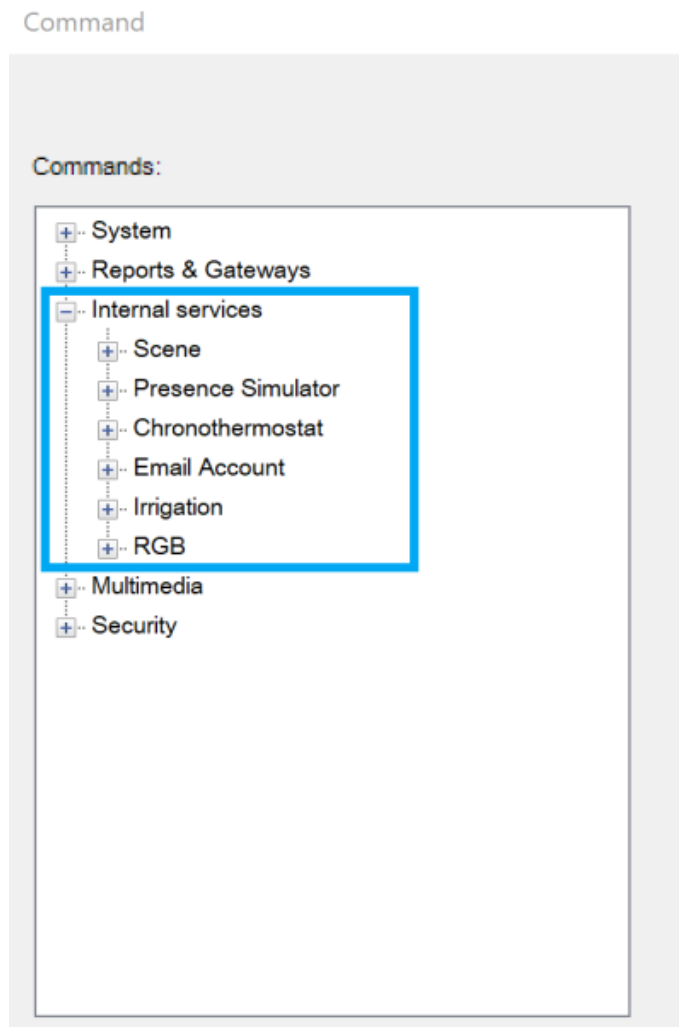 Command
Commands:
System
Reports & Gateways
Internal services
Scene
Presence Simulator
Chronothermostat
Email Account
Irrigation
RGB
Multimedia
Security